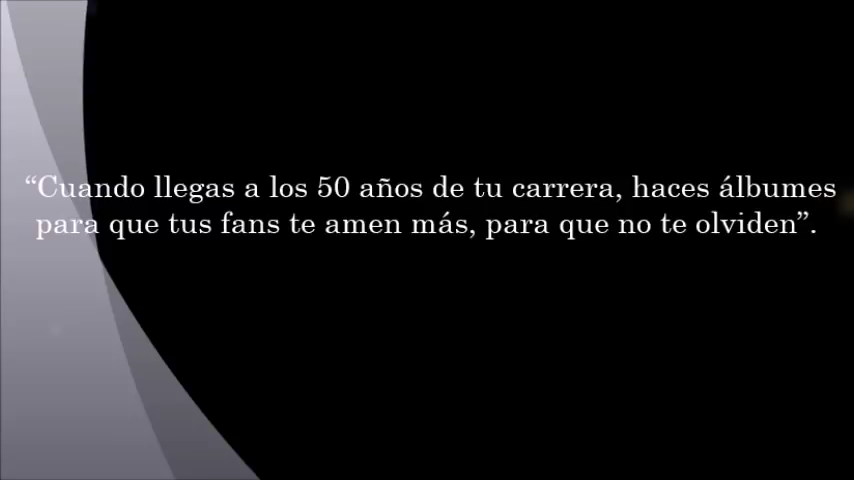 “Cuando llegas a los 50 años de tu carrera, haces álbumes
para que tus fans te amen más, para que no te olviden”.